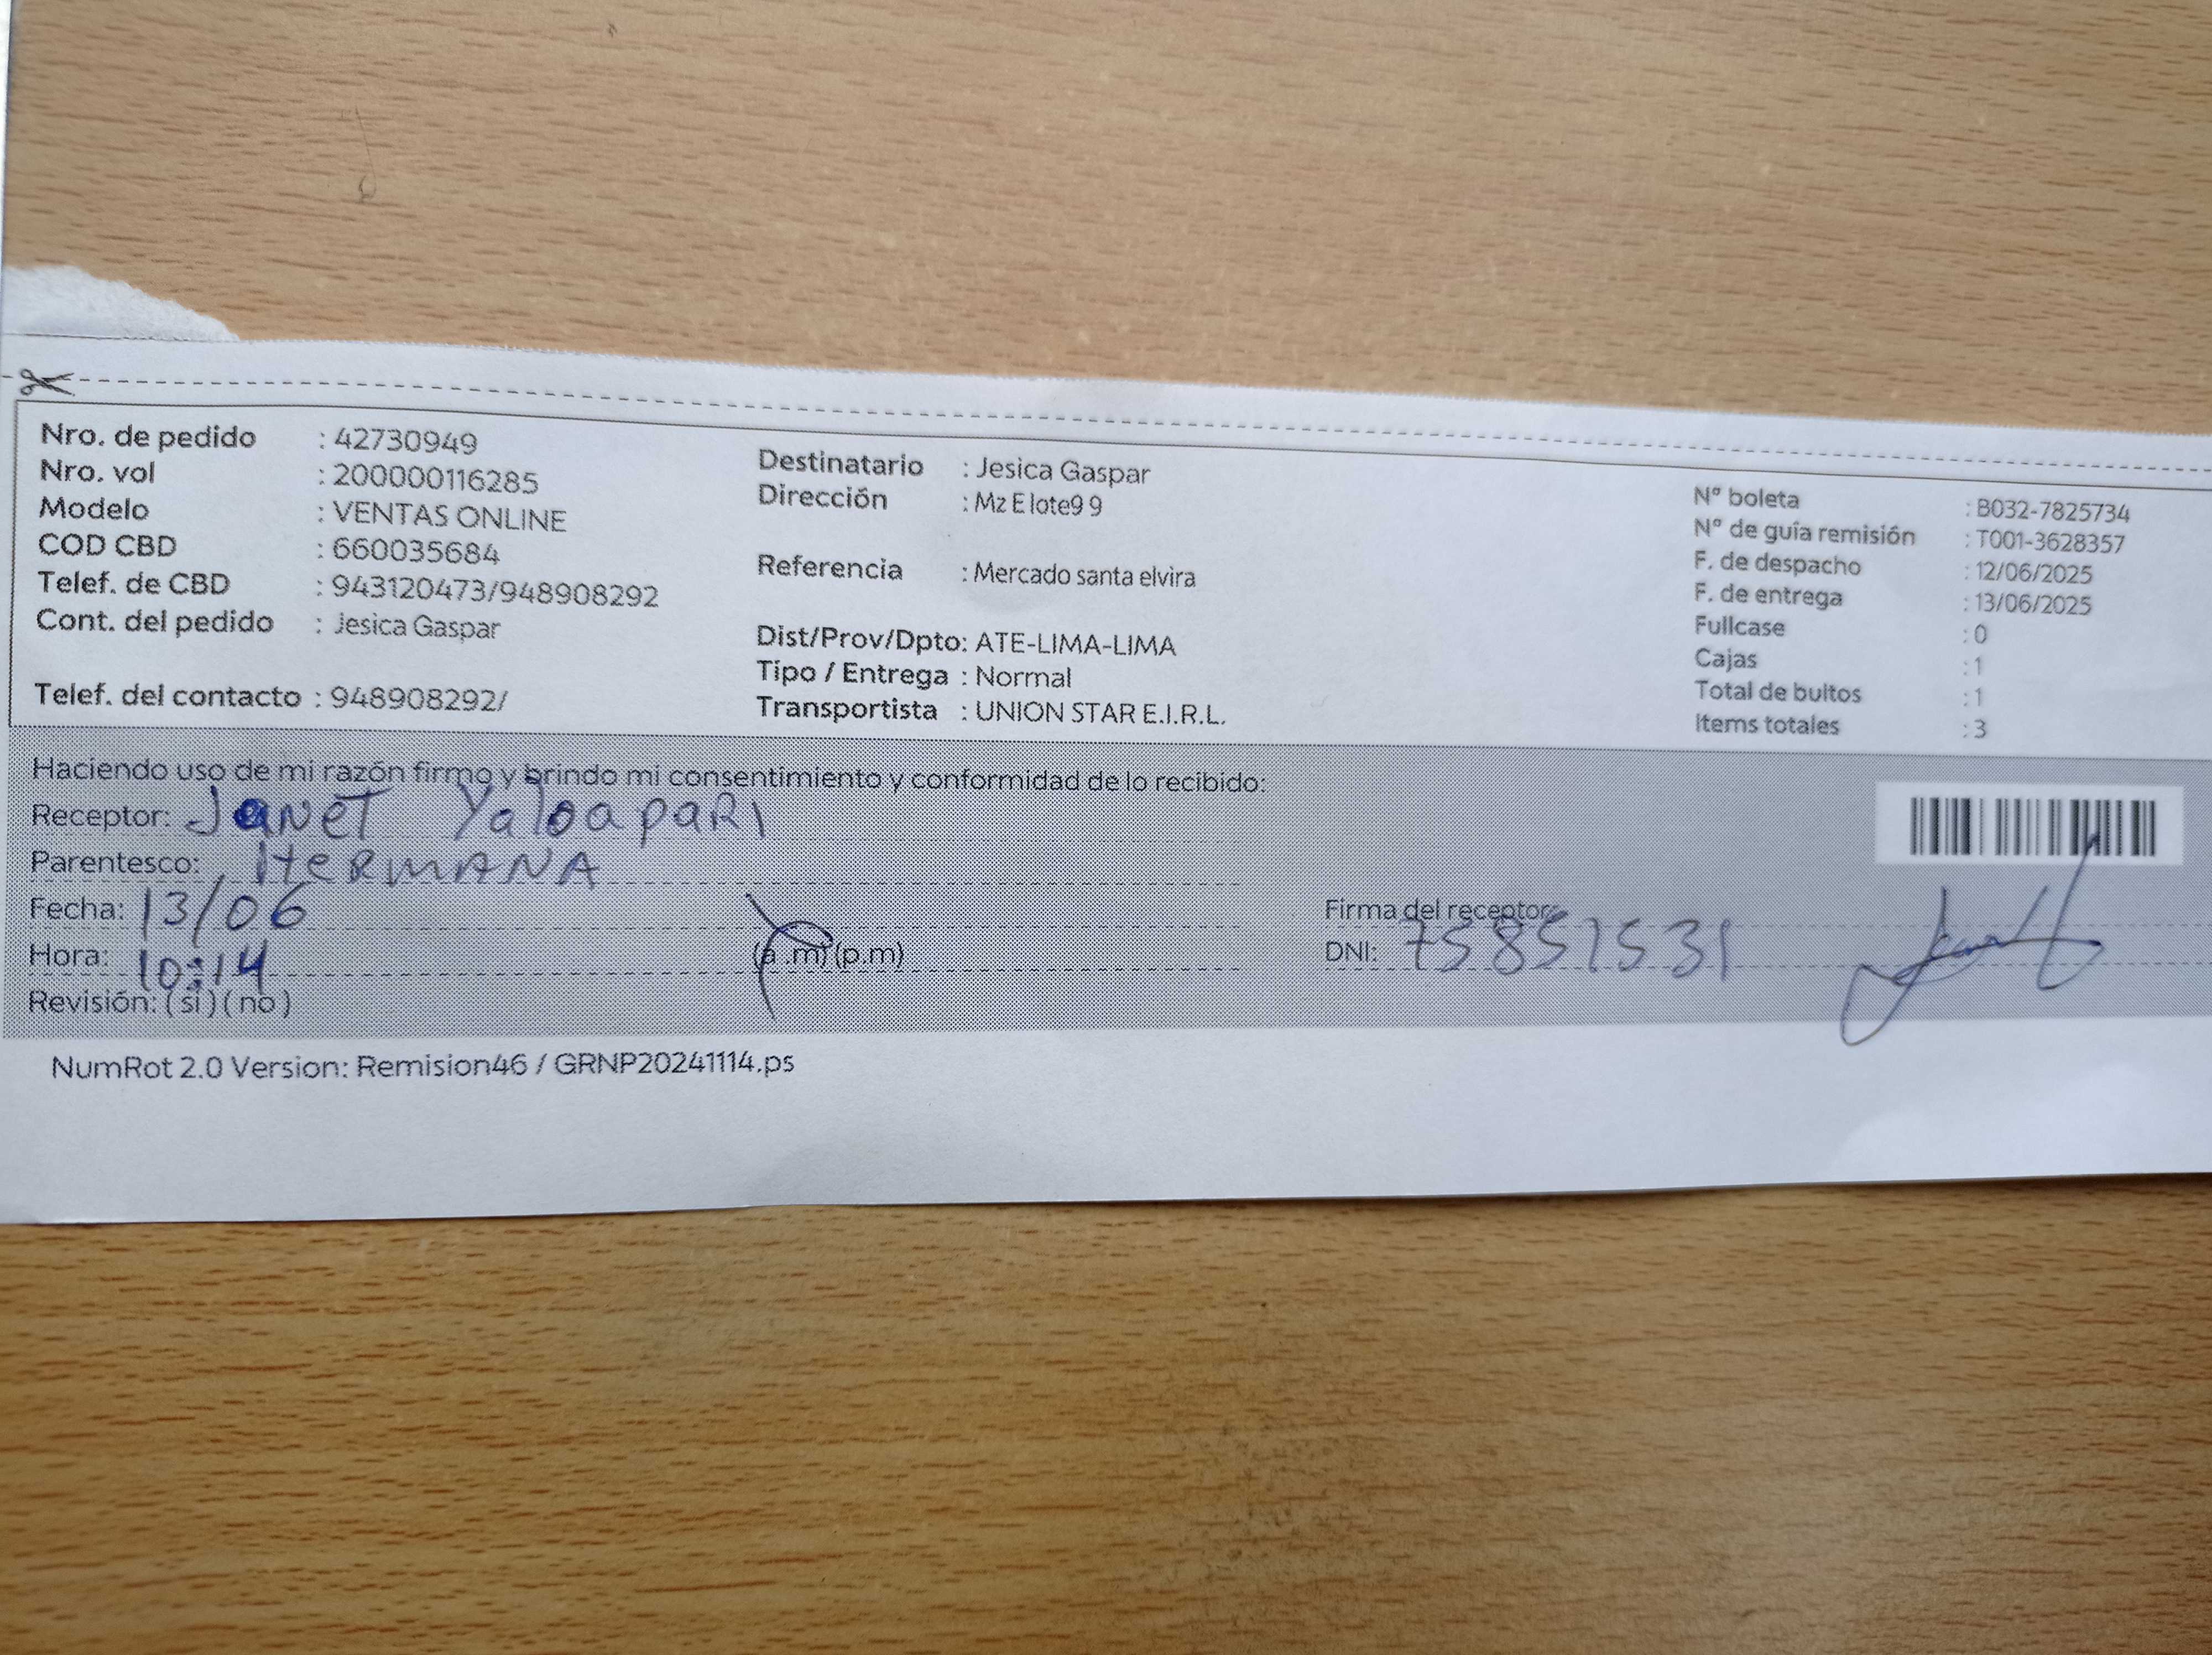 Nro. de pedido : 42730949
Nro. vol : 200000116285
Modelo : VENTAS ONLINE
COD CBD : 660035684
Telef. de CBD : 943120473/948908292
Cont. del pedido : Jesica Gaspar
Telef. del contacto : 948908292/
Destinatario : Jesica Gaspar
Dirección : Mz E lote9 9
Referencia : Mercado santa elvira
Dist/Prov/Dpto: ATE-LIMA-LIMA
Tipo / Entrega : Normal
Transportista : UNION STAR E.I.R.L.
Nº boleta : B032-7825734
Nº de guía remisión : T001-3628357
F. de despacho : 12/06/2025
F. de entrega : 13/06/2025
Fullcase : 0
Cajas : 1
Total de bultos : 1
Items totales : 3
Haciendo uso de mi razón firmo y brindo mi consentimiento y conformidad de lo recibido:
Receptor: Janet
Parentesco: HERMANA
Fecha: 13/06
Hora: 10:14 (a.m) (p.m)
Revisión: (si) (no)
Firma del receptor:
DNI: 75851531
NumRot 2.0 Version: Remision46 / GRNP20241114.ps